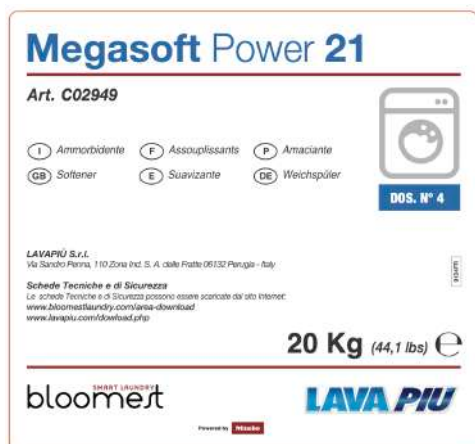 Megasoft Power 21
Art. C02949
I Ammorbidente F Assouplissants P Amaciante
GB Softener E Suavizante DE Weichspüler
DOS. N° 4
LAVAPIÙ S.r.l.
Via Sandro Penna, 110 Zona Ind. S. A. delle Fratte 06132 Perugia - Italy
Schede Tecniche e di Sicurezza
Le schede Tecniche e di Sicurezza possono essere scaricate dal sito Internet:
www.bloomestlaundry.com/area-download
www.lavapiu.com/dowload.php
20 Kg (44,1 lbs) ℮
SMART LAUNDRY
bloomest
LAVA PIU
Powered by Miele